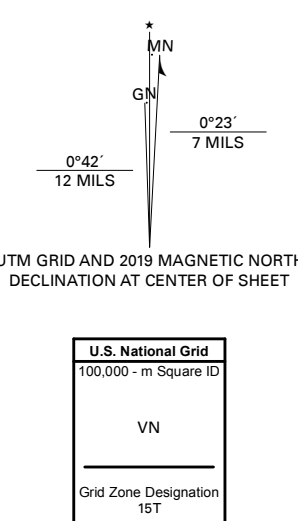 ★
MN
GN
0°23´
7 MILS
0°42´
12 MILS
UTM GRID AND 2019 MAGNETIC NORTH
DECLINATION AT CENTER OF SHEET
U.S. National Grid
100,000 - m Square ID
VN
Grid Zone Designation
15T